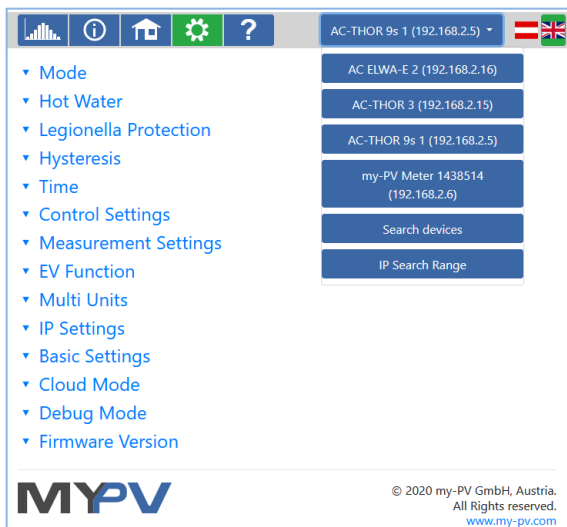 ?
AC-THOR 9s 1 (192.168.2.5)
AC ELWA-E 2 (192.168.2.16)
AC-THOR 3 (192.168.2.15)
AC-THOR 9s 1 (192.168.2.5)
my-PV Meter 1438514
(192.168.2.6)
Search devices
IP Search Range
Mode
Hot Water
Legionella Protection
Hysteresis
Time
Control Settings
Measurement Settings
EV Function
Multi Units
IP Settings
Basic Settings
Cloud Mode
Debug Mode
Firmware Version
MYPV
© 2020 my-PV GmbH, Austria.
All Rights reserved.
www.my-pv.com